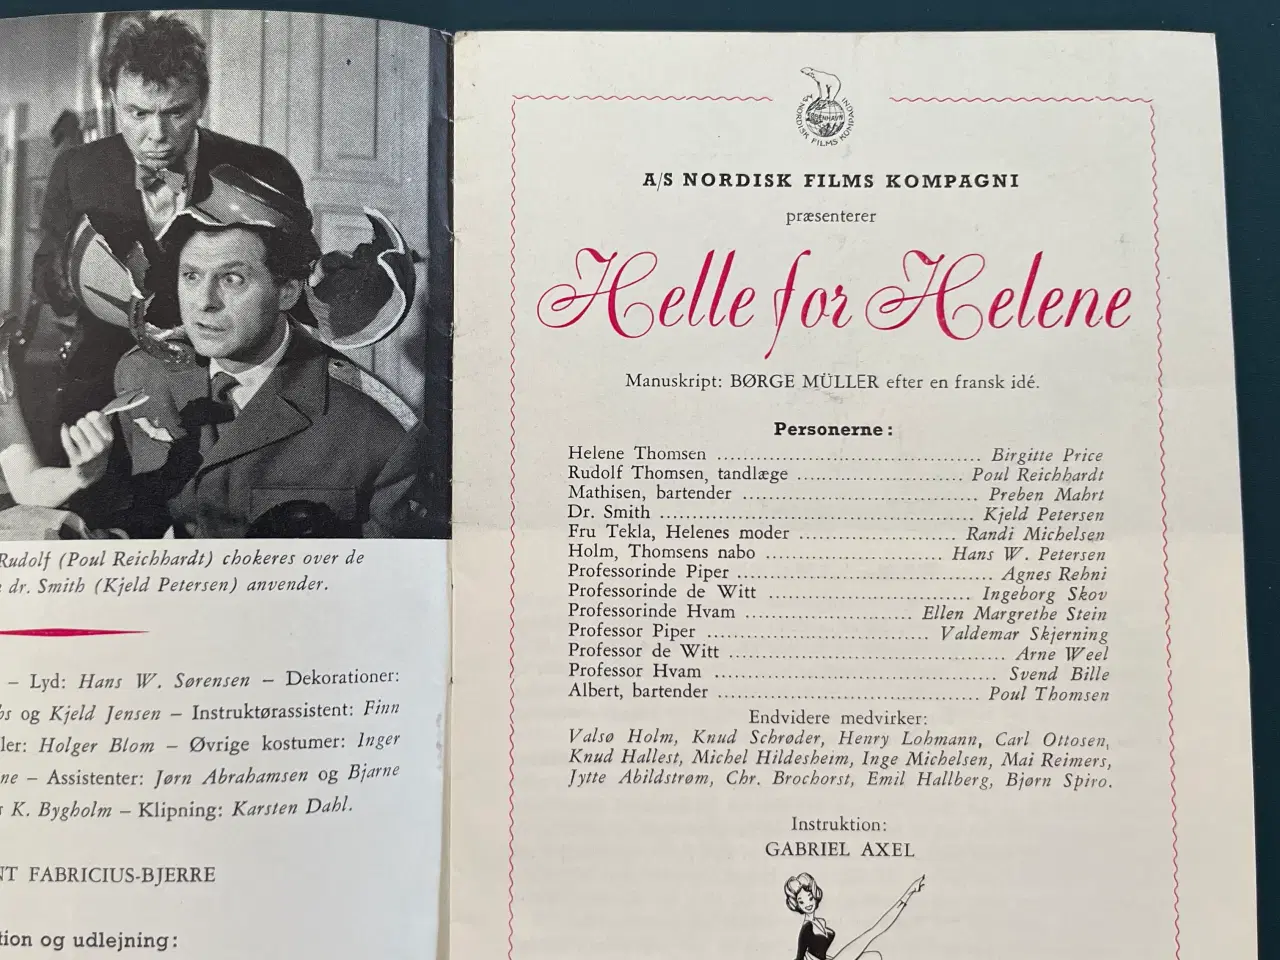 Rudolf (Poul Reichhardt) chokeres over de
dr. Smith (Kjeld Petersen) anvender.
– Lyd: Hans W. Sørensen – Dekorationer:
og Kjeld Jensen – Instruktørassistent: Finn
Holger Blom – Øvrige kostumer: Inger
– Assistenter: Jørn Abrahamsen og Bjarne
K. Bygholm – Klipning: Karsten Dahl.
FABRICIUS-BJERRE
og udlejning:
A/S NORDISK FILMS KOMPAGNI
KØBENHAVN
A/S NORDISK FILMS KOMPAGNI
præsenterer
Helle for Helene
Manuskript: BØRGE MÜLLER efter en fransk idé.
Personerne:
Helene Thomsen .......... Birgitte Price
Rudolf Thomsen, tandlæge .......... Poul Reichhardt
Mathisen, bartender .......... Preben Mahrt
Dr. Smith .......... Kjeld Petersen
Fru Tekla, Helenes moder .......... Randi Michelsen
Holm, Thomsens nabo .......... Hans W. Petersen
Professorinde Piper .......... Agnes Rehni
Professorinde de Witt .......... Ingeborg Skov
Professorinde Hvam .......... Ellen Margrethe Stein
Professor Piper .......... Valdemar Skjerning
Professor de Witt .......... Arne Weel
Professor Hvam .......... Svend Bille
Albert, bartender .......... Poul Thomsen
Endvidere medvirker:
Valsø Holm, Knud Schrøder, Henry Lohmann, Carl Ottosen,
Knud Hallest, Michel Hildesheim, Inge Michelsen, Mai Reimers,
Jytte Abildstrøm, Chr. Brochorst, Emil Hallberg, Bjørn Spiro.
Instruktion:
GABRIEL AXEL